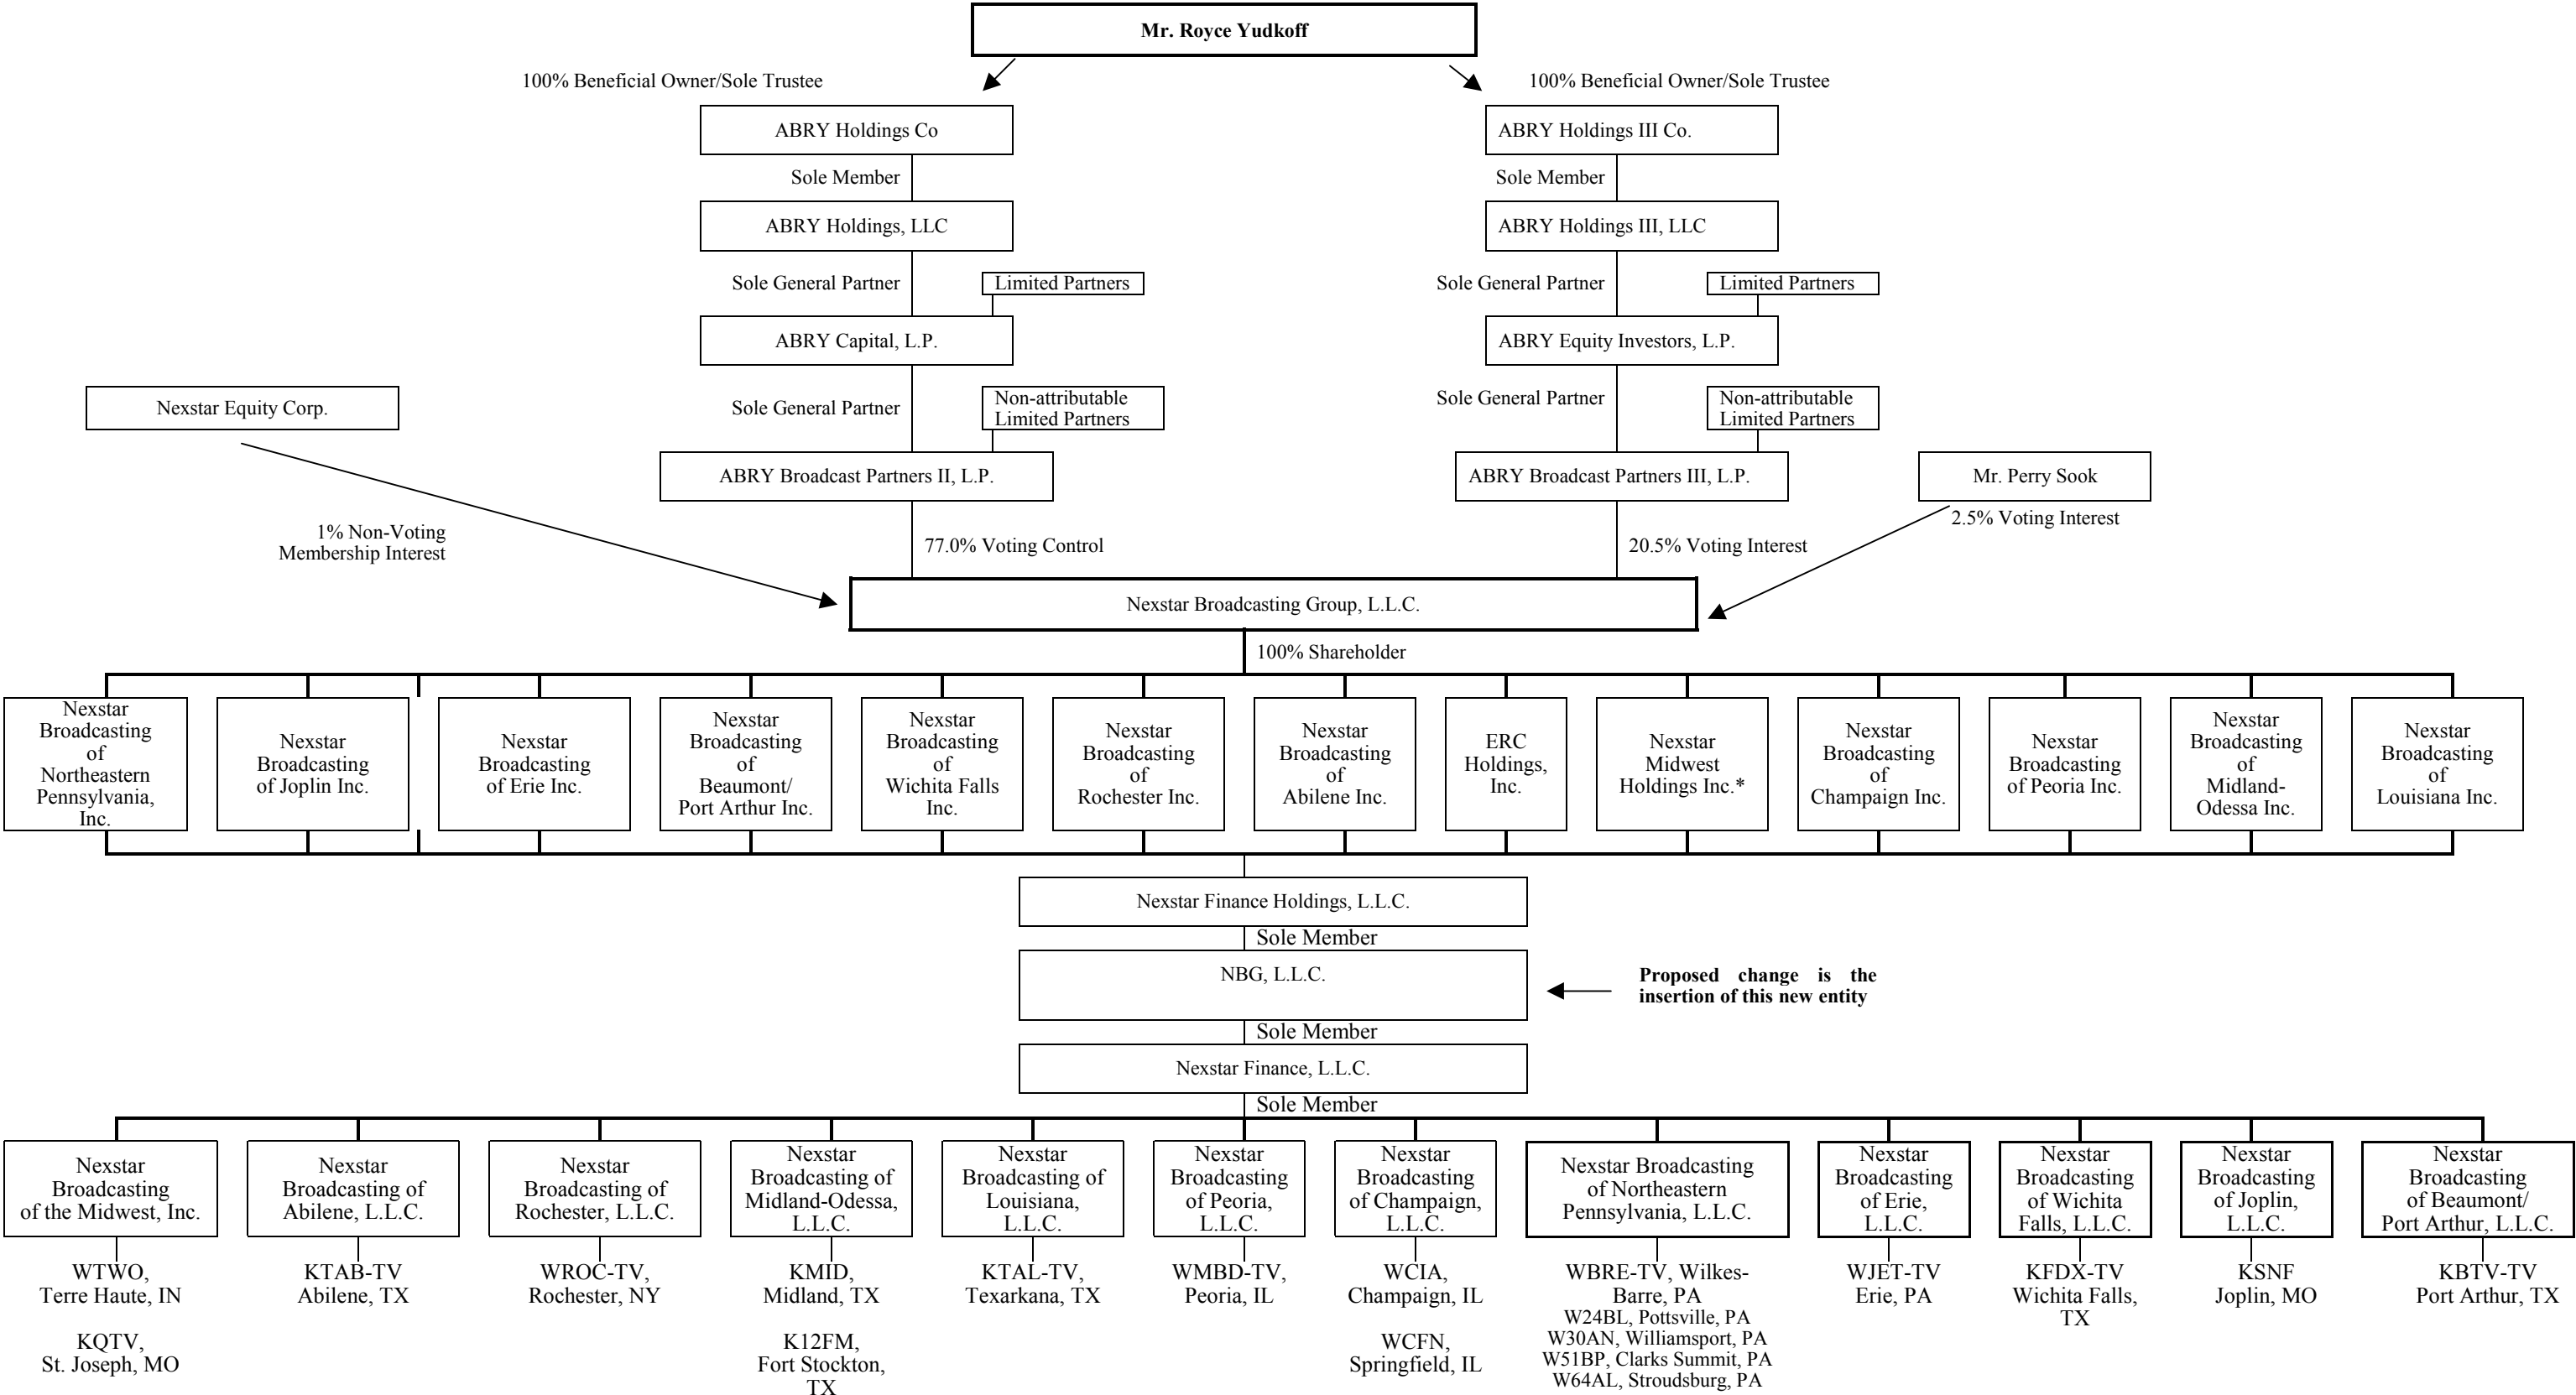 Mr. Royce Yudkoff
100% Beneficial Owner/Sole Trustee
100% Beneficial Owner/Sole Trustee
ABRY Holdings Co
ABRY Holdings III Co.
Sole Member
Sole Member
ABRY Holdings, LLC
ABRY Holdings III, LLC
Sole General Partner
Limited Partners
Sole General Partner
Limited Partners
ABRY Capital, L.P.
ABRY Equity Investors, L.P.
Nexstar Equity Corp.
Sole General Partner
Non-attributable
Limited Partners
Sole General Partner
Non-attributable
Limited Partners
ABRY Broadcast Partners II, L.P.
ABRY Broadcast Partners III, L.P.
Mr. Perry Sook
1% Non-Voting
Membership Interest
77.0% Voting Control
20.5% Voting Interest
2.5% Voting Interest
Nexstar Broadcasting Group, L.L.C.
100% Shareholder
Nexstar
Broadcasting
of
Northeastern
Pennsylvania,
Inc.
Nexstar
Broadcasting
of Joplin Inc.
Nexstar
Broadcasting
of Erie Inc.
Nexstar
Broadcasting
of
Beaumont/
Port Arthur Inc.
Nexstar
Broadcasting
of
Wichita Falls
Inc.
Nexstar
Broadcasting
of
Rochester Inc.
Nexstar
Broadcasting
of
Abilene Inc.
ERC
Holdings,
Inc.
Nexstar
Midwest
Holdings Inc.*
Nexstar
Broadcasting
of
Champaign Inc.
Nexstar
Broadcasting
of Peoria Inc.
Nexstar
Broadcasting
of
Midland-
Odessa Inc.
Nexstar
Broadcasting
of
Louisiana Inc.
Nexstar Finance Holdings, L.L.C.
Sole Member
NBG, L.L.C.
Proposed change is the
insertion of this new entity
Sole Member
Nexstar Finance, L.L.C.
Sole Member
Nexstar
Broadcasting
of the Midwest, Inc.
Nexstar
Broadcasting of
Abilene, L.L.C.
Nexstar
Broadcasting of
Rochester, L.L.C.
Nexstar
Broadcasting of
Midland-Odessa,
L.L.C.
Nexstar
Broadcasting of
Louisiana,
L.L.C.
Nexstar
Broadcasting
of Peoria,
L.L.C.
Nexstar
Broadcasting
of Champaign,
L.L.C.
Nexstar Broadcasting
of Northeastern
Pennsylvania, L.L.C.
Nexstar
Broadcasting
of Erie,
L.L.C.
Nexstar
Broadcasting
of Wichita
Falls, L.L.C.
Nexstar
Broadcasting
of Joplin,
L.L.C.
Nexstar
Broadcasting
of Beaumont/
Port Arthur, L.L.C.
WTWO,
Terre Haute, IN
KQTV,
St. Joseph, MO
KTAB-TV
Abilene, TX
WROC-TV,
Rochester, NY
KMID,
Midland, TX
K12FM,
Fort Stockton,
TX
KTAL-TV,
Texarkana, TX
WMBD-TV,
Peoria, IL
WCIA,
Champaign, IL
WCFN,
Springfield, IL
WBRE-TV, Wilkes-
Barre, PA
W24BL, Pottsville, PA
W30AN, Williamsport, PA
W51BP, Clarks Summit, PA
W64AL, Stroudsburg, PA
WJET-TV
Erie, PA
KFDX-TV
Wichita Falls,
TX
KSNF
Joplin, MO
KBTV-TV
Port Arthur, TX